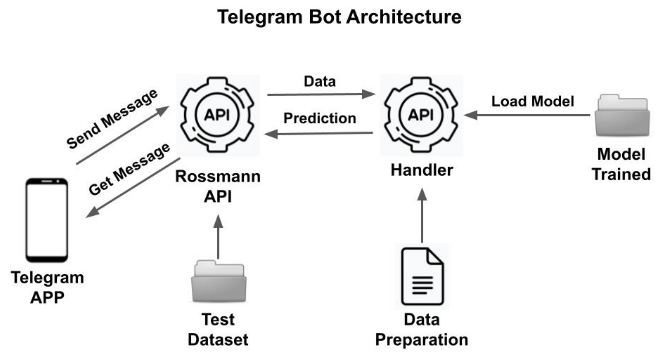 Telegram Bot Architecture
Send Message
Get Message
API
Data
Prediction
API
Load Model
Rossmann
API
Handler
Model
Trained
Telegram
APP
Test
Dataset
Data
Preparation